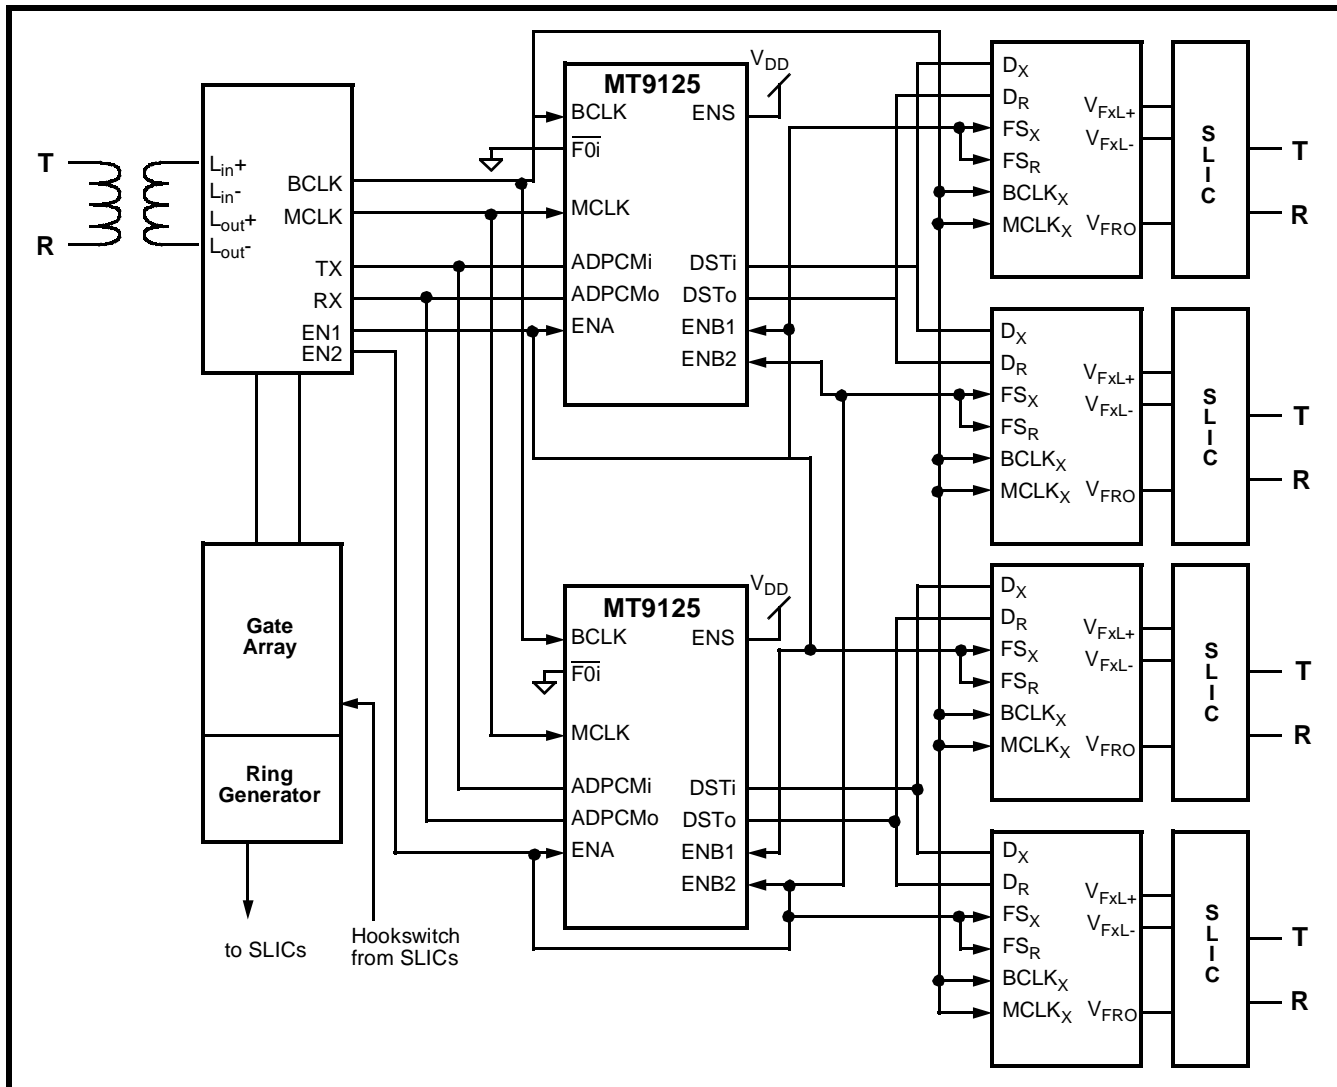 T
R
Lin+
Lin-
Lout+
Lout-
BCLK
MCLK
TX
RX
EN1
EN2
Gate
Array
Ring
Generator
to SLICs
Hookswitch
from SLICs
MT9125
VDD
BCLK
ENS
F0i
MCLK
ADPCMi
DSTi
ADPCMo
DSTo
ENA
ENB1
ENB2
MT9125
VDD
BCLK
ENS
F0i
MCLK
ADPCMi
DSTi
ADPCMo
DSTo
ENA
ENB1
ENB2
DX
DR
FSX
FSR
BCLKX
MCLKX
VFxL+
VFxL-
VFRO
SLIC
T
R
DX
DR
FSX
FSR
BCLKX
MCLKX
VFxL+
VFxL-
VFRO
SLIC
T
R
DX
DR
FSX
FSR
BCLKX
MCLKX
VFxL+
VFxL-
VFRO
SLIC
T
R
DX
DR
FSX
FSR
BCLKX
MCLKX
VFxL+
VFxL-
VFRO
SLIC
T
R